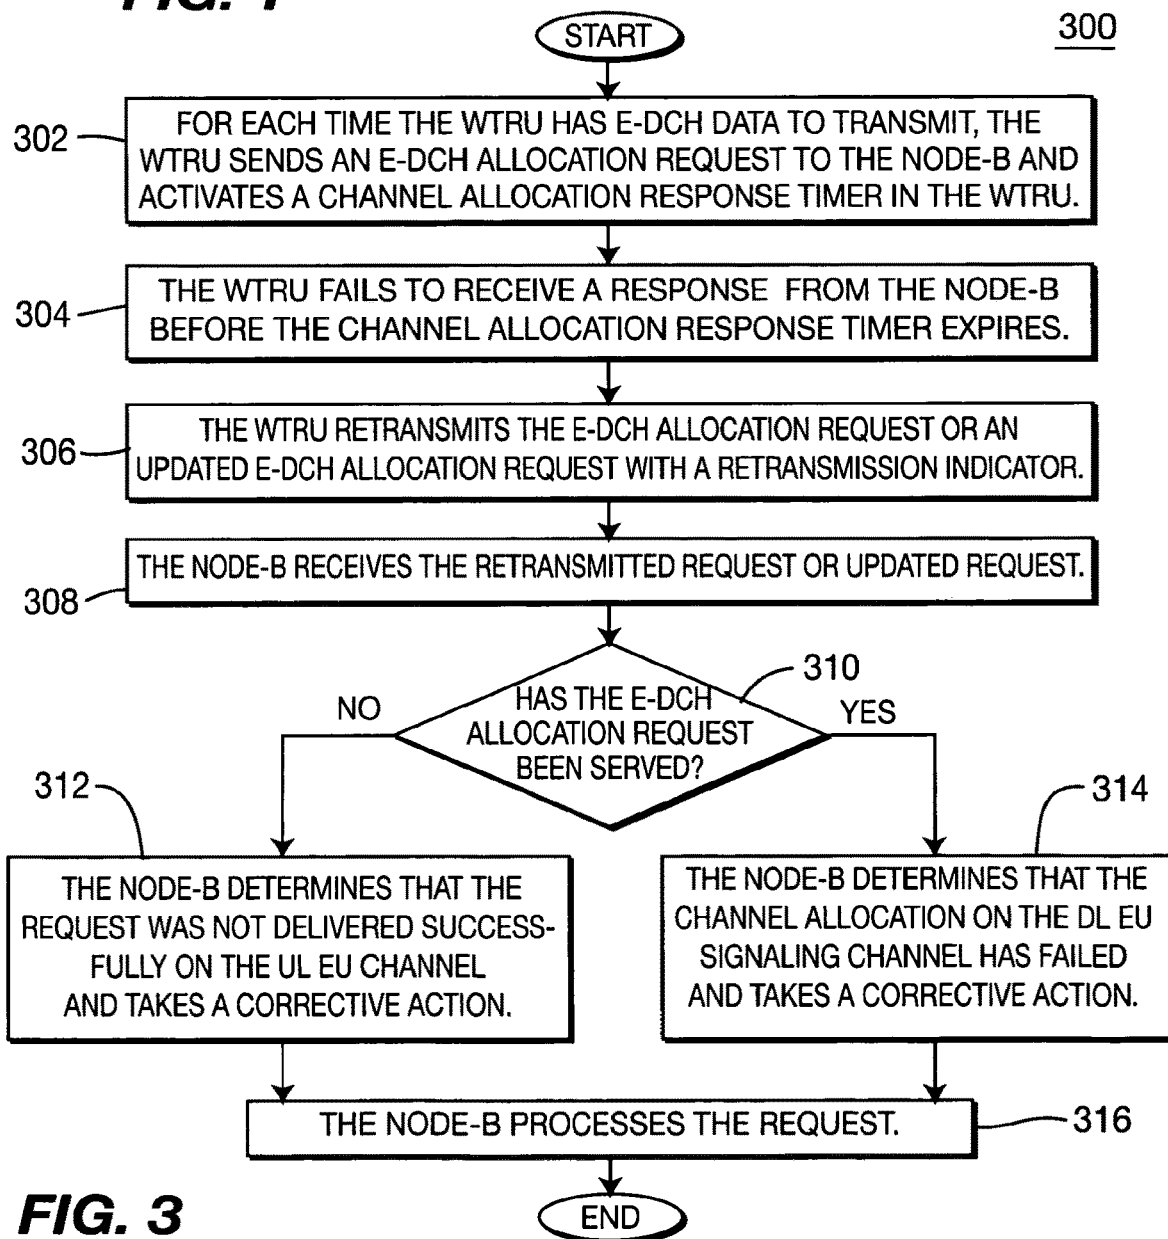 START
300
302
FOR EACH TIME THE WTRU HAS E-DCH DATA TO TRANSMIT, THE
WTRU SENDS AN E-DCH ALLOCATION REQUEST TO THE NODE-B AND
ACTIVATES A CHANNEL ALLOCATION RESPONSE TIMER IN THE WTRU.
304
THE WTRU FAILS TO RECEIVE A RESPONSE FROM THE NODE-B
BEFORE THE CHANNEL ALLOCATION RESPONSE TIMER EXPIRES.
306
THE WTRU RETRANSMITS THE E-DCH ALLOCATION REQUEST OR AN
UPDATED E-DCH ALLOCATION REQUEST WITH A RETRANSMISSION INDICATOR.
308
THE NODE-B RECEIVES THE RETRANSMITTED REQUEST OR UPDATED REQUEST.
310
HAS THE E-DCH
ALLOCATION REQUEST
BEEN SERVED?
NO
YES
312
THE NODE-B DETERMINES THAT THE
REQUEST WAS NOT DELIVERED SUCCESS-
FULLY ON THE UL EU CHANNEL
AND TAKES A CORRECTIVE ACTION.
314
THE NODE-B DETERMINES THAT THE
CHANNEL ALLOCATION ON THE DL EU
SIGNALING CHANNEL HAS FAILED
AND TAKES A CORRECTIVE ACTION.
THE NODE-B PROCESSES THE REQUEST.
316
END
FIG. 3